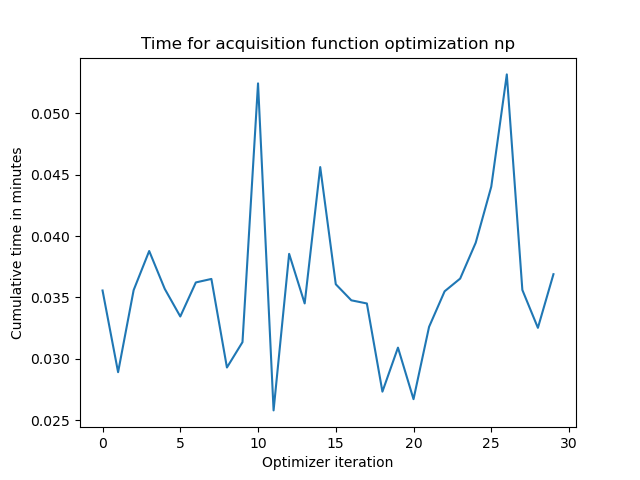 Time for acquisition function optimization np
Cumulative time in minutes
0.050
0.045
0.040
0.035
0.030
0.025
0 5 10 15 20 25 30
Optimizer iteration